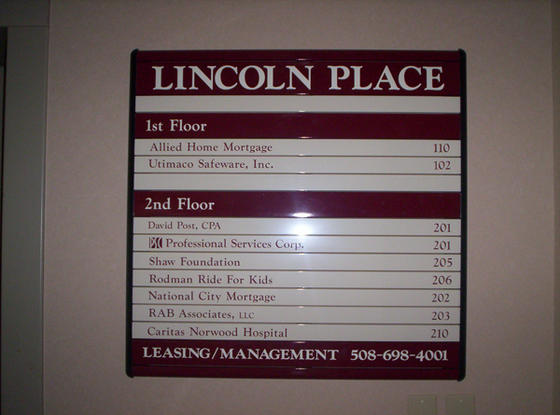 LINCOLN PLACE
1st Floor
Allied Home Mortgage 110
Utimaco Safeware, Inc. 102
2nd Floor
David Post, CPA 201
Professional Services Corp. 201
Shaw Foundation 205
Rodman Ride For Kids 206
National City Mortgage 202
RAB Associates, LLC 203
Caritas Norwood Hospital 210
LEASING/MANAGEMENT 508-698-4001